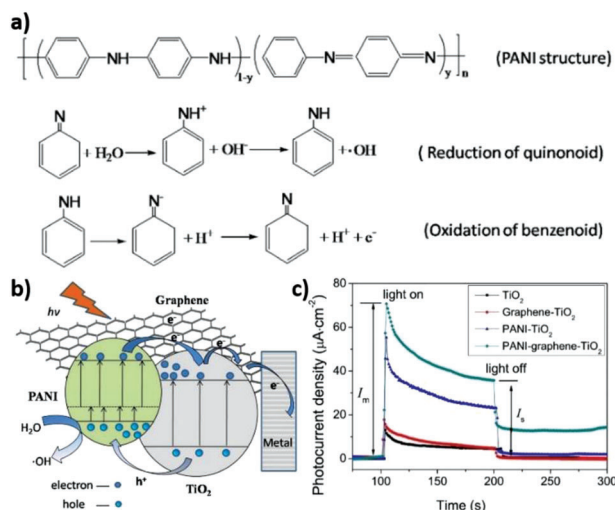 a)
NH NH 1-y N N y n (PANI structure)
N + H₂O → NH⁺ + OH⁻ → NH + ·OH (Reduction of quinonoid)
NH → N⁻ + H⁺ → N + H⁺ + e⁻ (Oxidation of benzenoid)
b)
hν
Graphene
e⁻
e⁻
e⁻
e⁻
PANI
H₂O
·OH
h⁺
TiO₂
Metal
electron
hole
c)
Photocurrent density (μA·cm⁻²)
80
60
40
20
0
light on
TiO₂
Graphene-TiO₂
PANI-TiO₂
PANI-graphene-TiO₂
light off
Iₘ
Iₛ
100 150 200 250 300
Time (s)